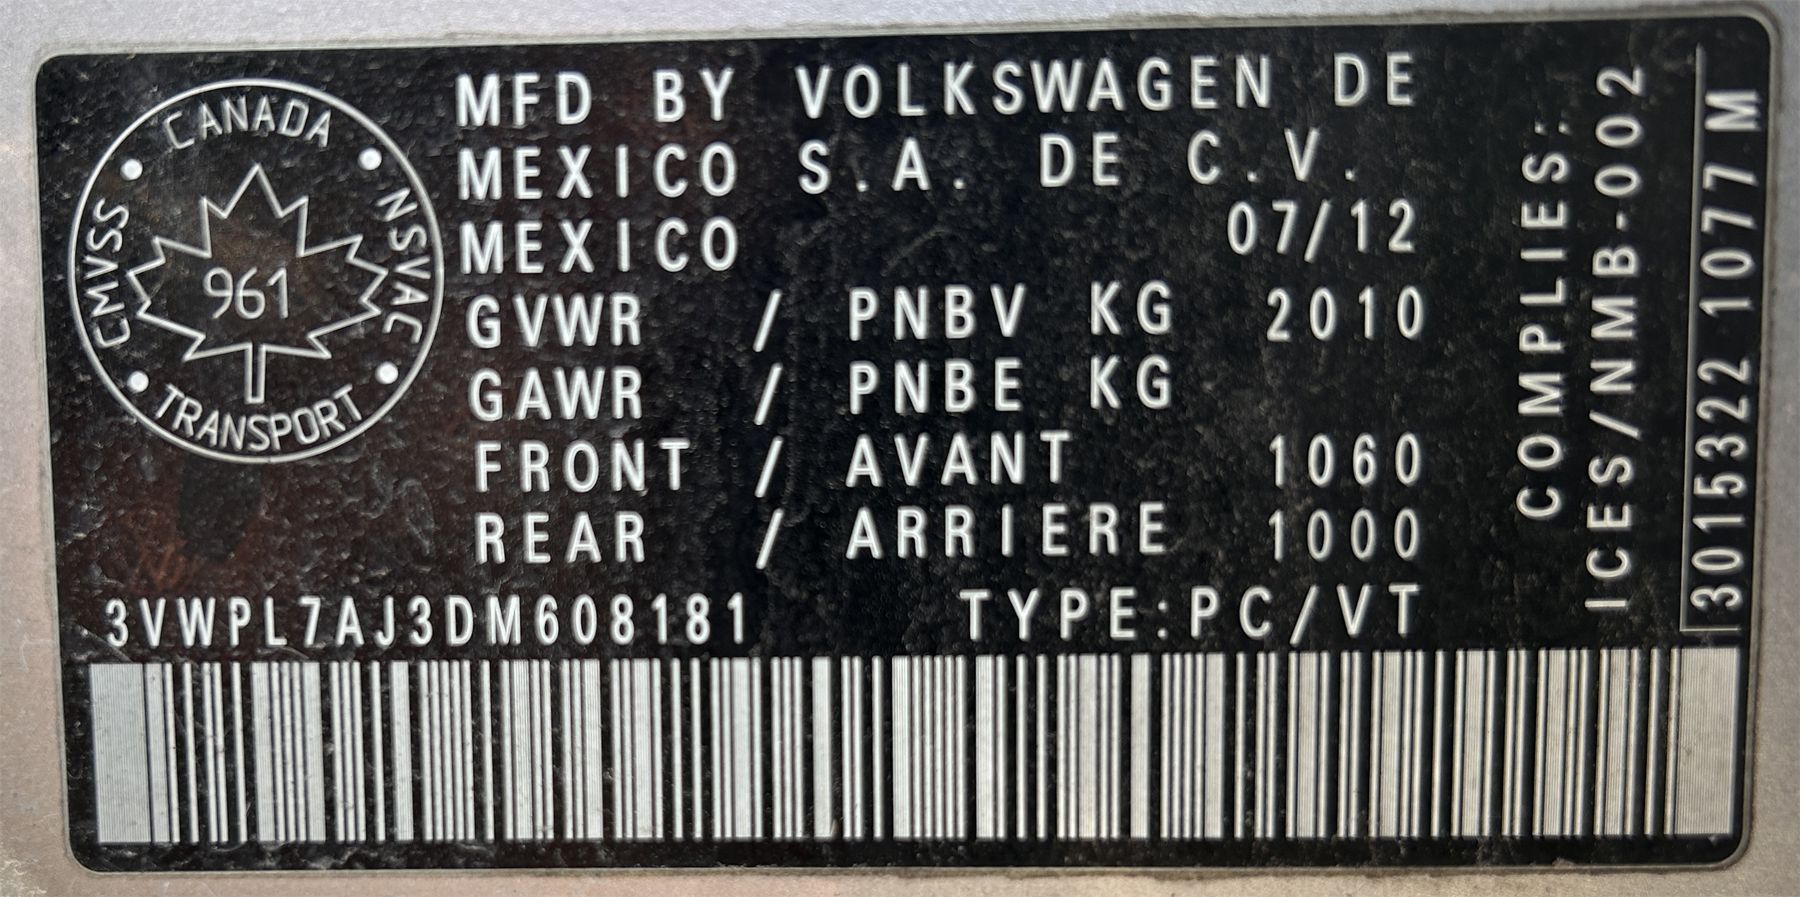 CANADA
NSVAC
TRANSPORT
CMVSS
961
MFD BY VOLKSWAGEN DE
MEXICO S.A. DE C.V.
MEXICO 07/12
GVWR / PNBV KG 2010
GAWR / PNBE KG
FRONT / AVANT 1060
REAR / ARRIERE 1000
3VWPL7AJ3DM608181 TYPE:PC/VT
COMPLIES:
ICES/NMB-002
3015322 1077 M